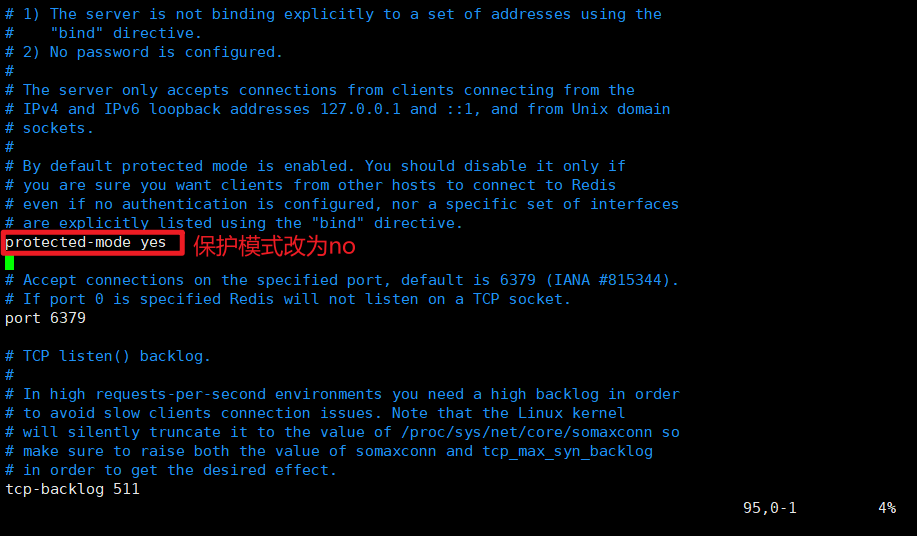 # 1) The server is not binding explicitly to a set of addresses using the
#    "bind" directive.
# 2) No password is configured.
#
# The server only accepts connections from clients connecting from the
# IPv4 and IPv6 loopback addresses 127.0.0.1 and ::1, and from Unix domain
# sockets.
#
# By default protected mode is enabled. You should disable it only if
# you are sure you want clients from other hosts to connect to Redis
# even if no authentication is configured, nor a specific set of interfaces
# are explicitly listed using the "bind" directive.
protected-mode yes 保护模式改为no
# Accept connections on the specified port, default is 6379 (IANA #815344).
# If port 0 is specified Redis will not listen on a TCP socket.
port 6379
# TCP listen() backlog.
#
# In high requests-per-second environments you need a high backlog in order
# to avoid slow clients connection issues. Note that the Linux kernel
# will silently truncate it to the value of /proc/sys/net/core/somaxconn so
# make sure to raise both the value of somaxconn and tcp_max_syn_backlog
# in order to get the desired effect.
tcp-backlog 511
95,0-1 4%